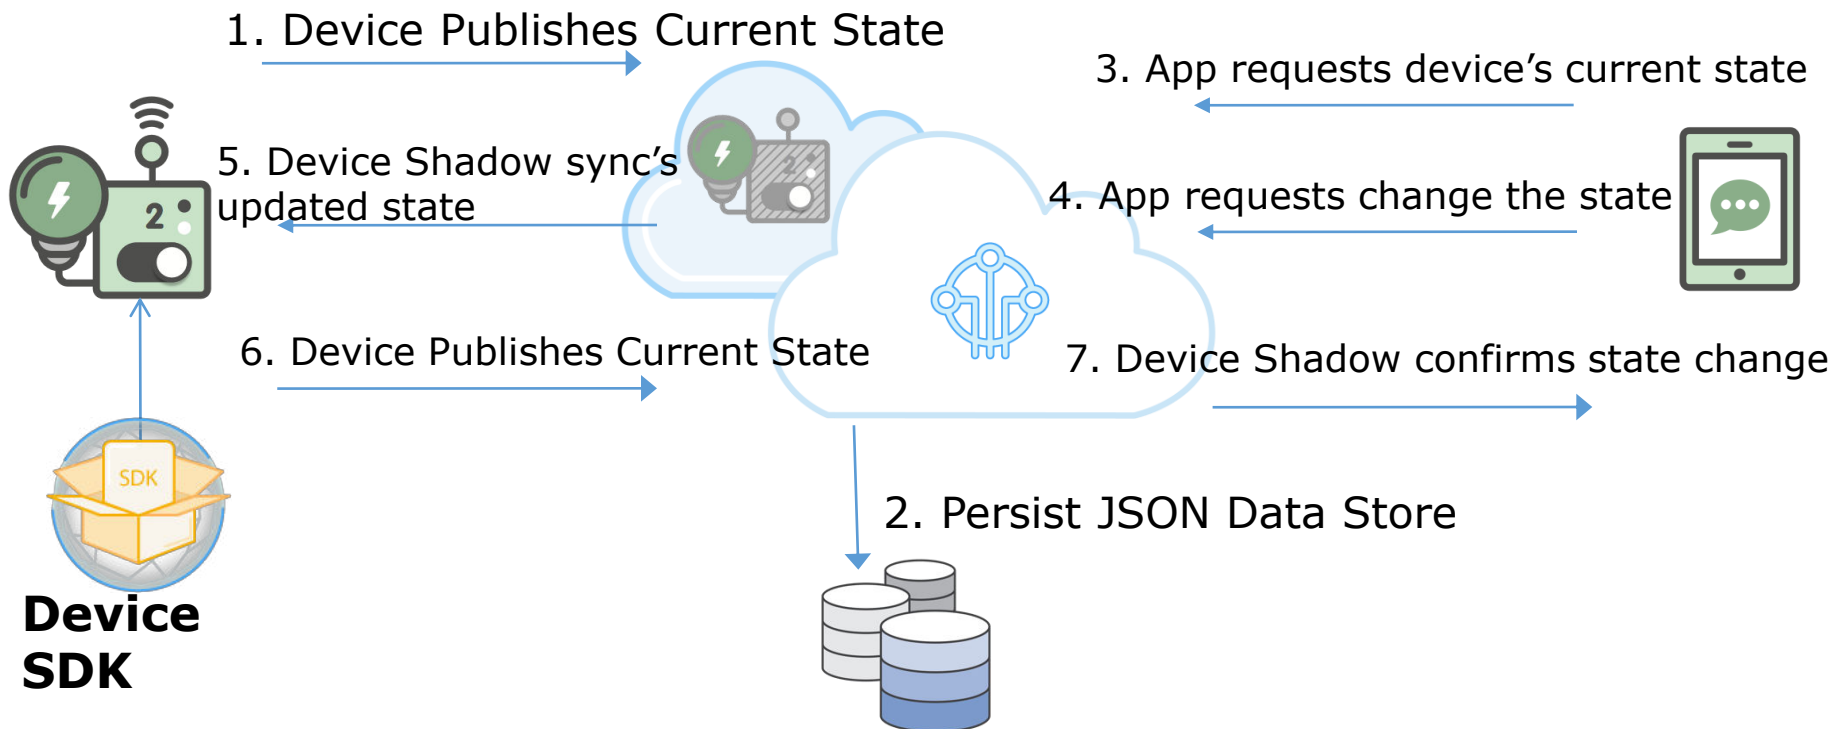 1. Device Publishes Current State
3. App requests device’s current state
5. Device Shadow sync’s
updated state
2
2
4. App requests change the state
6. Device Publishes Current State
7. Device Shadow confirms state change
SDK
2. Persist JSON Data Store
Device
SDK